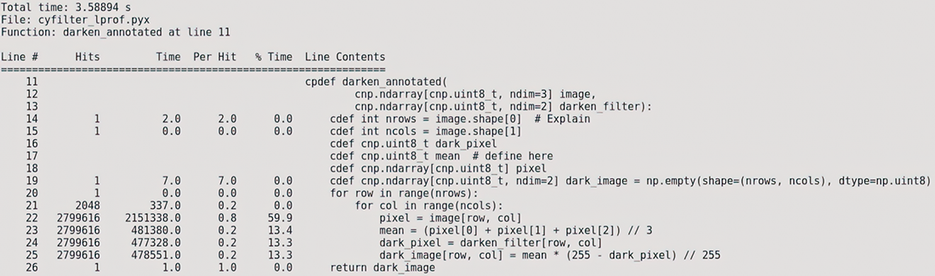 Total time: 3.58894 s
File: cyfilter_lprof.pyx
Function: darken_annotated at line 11
Line #      Hits         Time  Per Hit   % Time  Line Contents
==============================================================
    11                                           cpdef darken_annotated(
    12                                                   cnp.ndarray[cnp.uint8_t, ndim=3] image,
    13                                                   cnp.ndarray[cnp.uint8_t, ndim=2] darken_filter):
    14         1          2.0      2.0      0.0      cdef int nrows = image.shape[0]  # Explain
    15         1          0.0      0.0      0.0      cdef int ncols = image.shape[1]
    16                                               cdef cnp.uint8_t dark_pixel
    17                                               cdef cnp.uint8_t mean  # define here
    18                                               cdef cnp.ndarray[cnp.uint8_t] pixel
    19         1          7.0      7.0      0.0      cdef cnp.ndarray[cnp.uint8_t, ndim=2] dark_image = np.empty(shape=(nrows, ncols), dtype=np.uint8)
    20         1          0.0      0.0      0.0      for row in range(nrows):
    21      2048        337.0      0.2      0.0          for col in range(ncols):
    22   2799616    2151338.0      0.8     59.9              pixel = image[row, col]
    23   2799616     481380.0      0.2     13.4              mean = (pixel[0] + pixel[1] + pixel[2]) // 3
    24   2799616     477328.0      0.2     13.3              dark_pixel = darken_filter[row, col]
    25   2799616     478551.0      0.2     13.3              dark_image[row, col] = mean * (255 - dark_pixel) // 255
    26         1          1.0      1.0      0.0      return dark_image